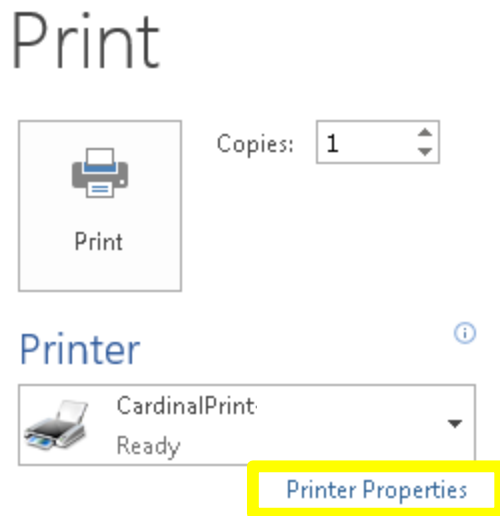 Print
Copies: 1
Print
Printer
CardinalPrint
Ready
Printer Properties